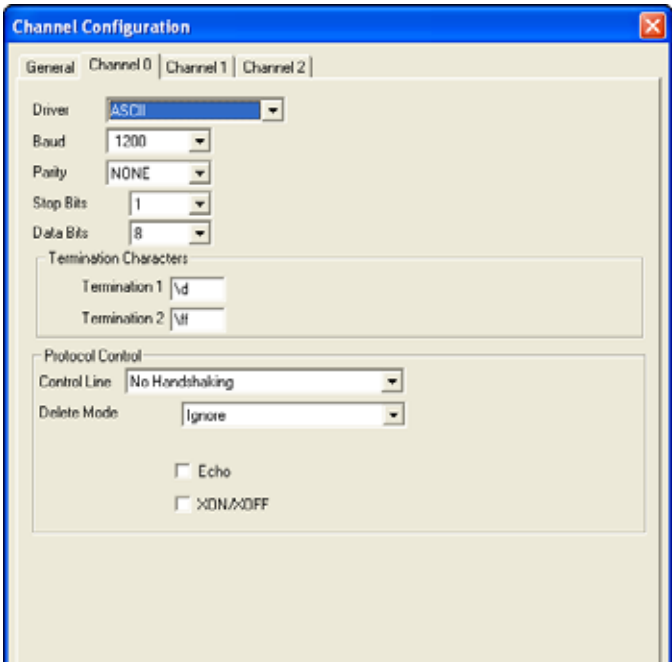 Channel Configuration
General Channel 0 Channel 1 Channel 2
Driver ASCII
Baud 1200
Parity NONE
Stop Bits 1
Data Bits 8
Termination Characters
Termination 1 \d
Termination 2 \ff
Protocol Control
Control Line No Handshaking
Delete Mode Ignore
Echo
XON/XOFF